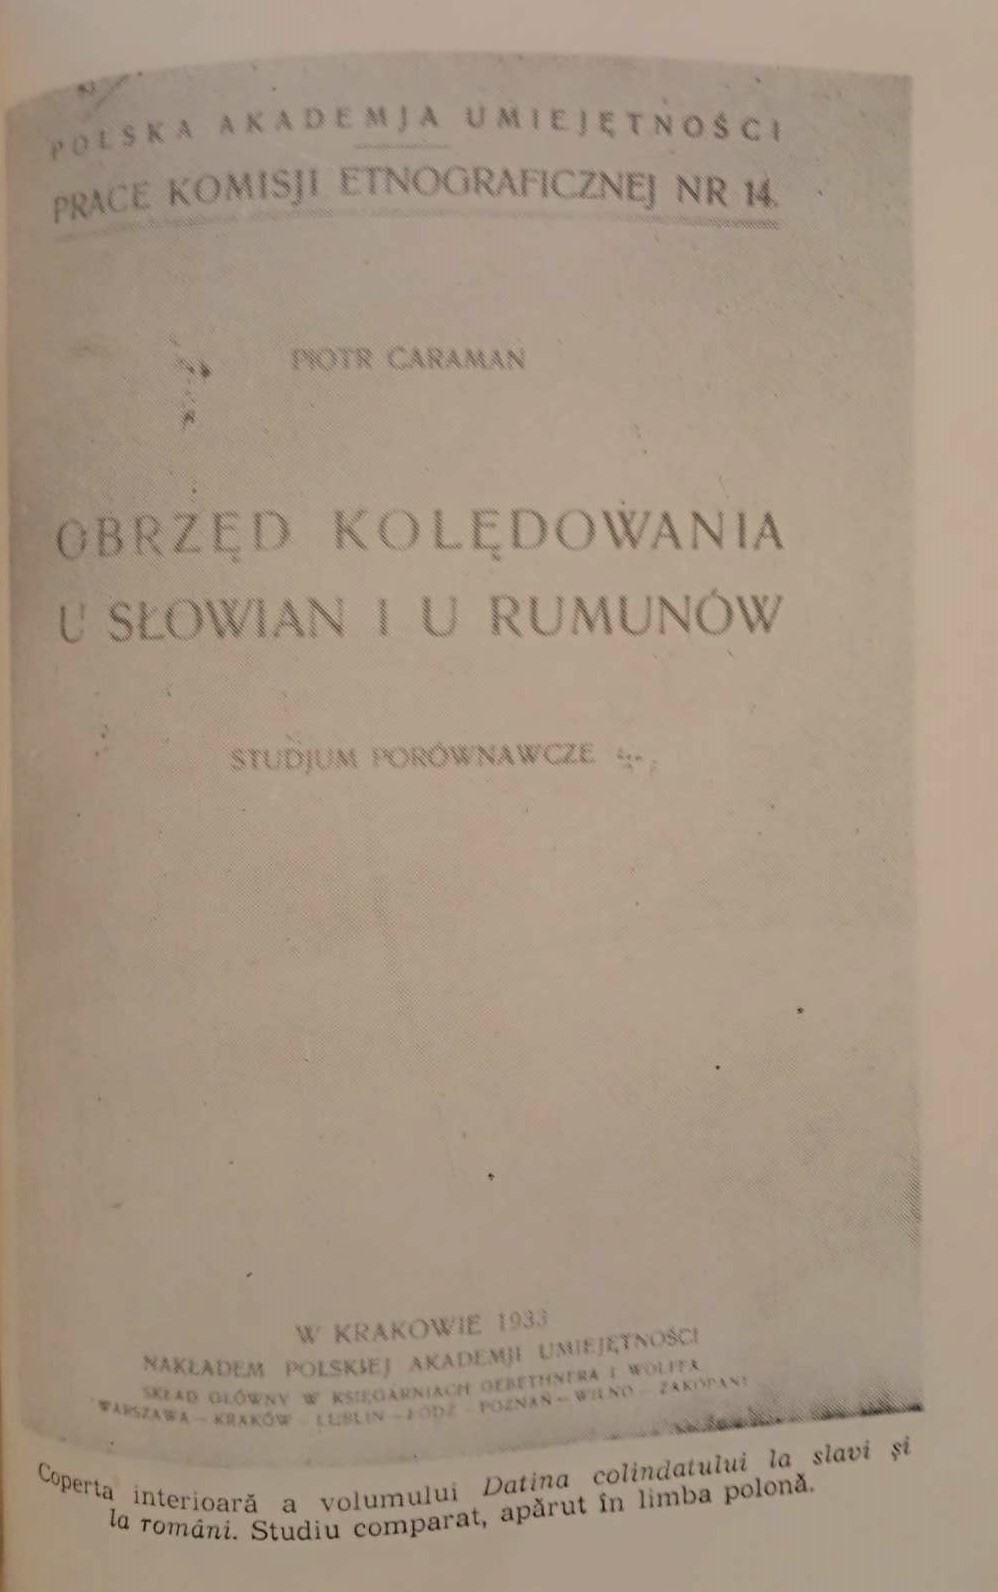 POLSKA AKADEMJA UMIEJĘTNOŚCI
PRACE KOMISJI ETNOGRAFICZNEJ NR 14.
PIOTR CARAMAN
OBRZĘD KOLĘDOWANIA
U SŁOWIAN I U RUMUNÓW
STUDJUM PORÓWNAWCZE
W KRAKOWIE 1933
NAKŁADEM POLSKIEJ AKADEMJI UMIEJĘTNOŚCI
SKŁAD GŁÓWNY W KSIĘGARNIACH GEBETHNERA I WOLFFA
WARSZAWA – KRAKÓW – LUBLIN – ŁÓDŹ – POZNAŃ – WILNO – ZAKOPANE
Coperta interioară a volumului Datina colindatului la slavi și
la români. Studiu comparat, apărut în limba polonă.